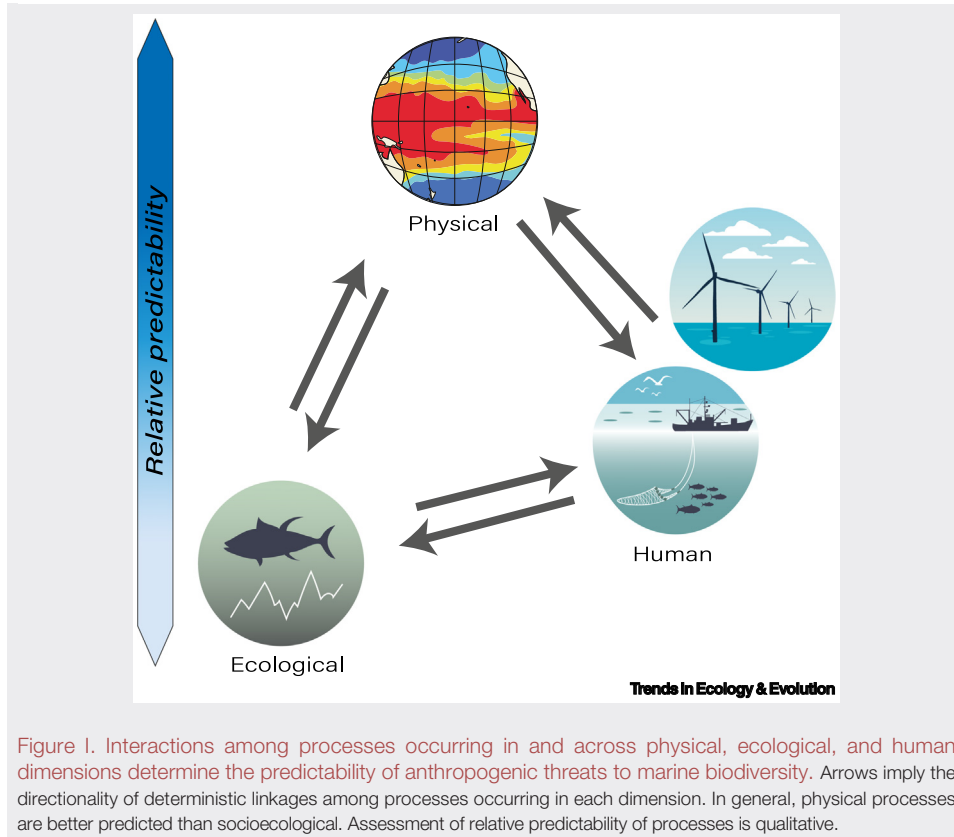 Relative predictability
Physical
Human
Ecological
Trends in Ecology & Evolution
Figure I. Interactions among processes occurring in and across physical, ecological, and human
dimensions determine the predictability of anthropogenic threats to marine biodiversity. Arrows imply the
directionality of deterministic linkages among processes occurring in each dimension. In general, physical processes
are better predicted than socioecological. Assessment of relative predictability of processes is qualitative.